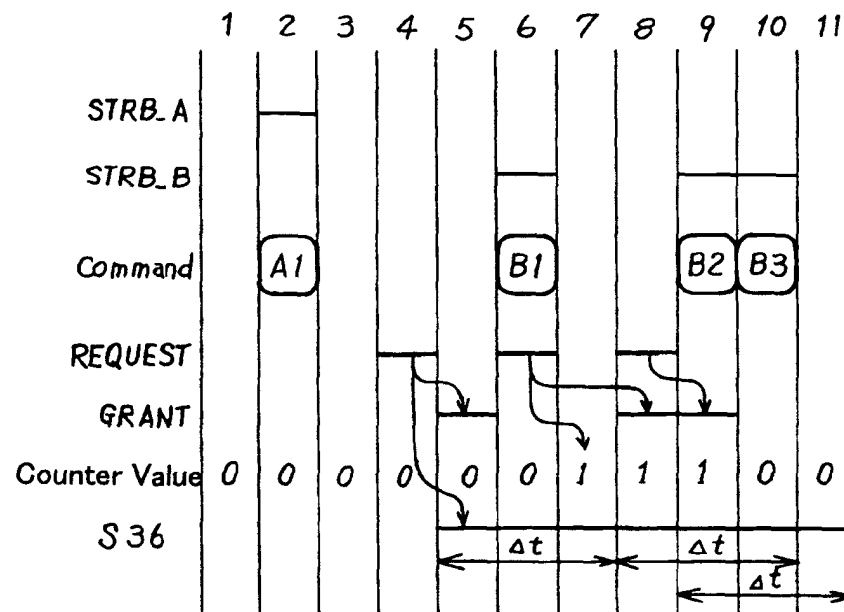 1 2 3 4 5 6 7 8 9 10 11
STRB_A
STRB_B
Command A1 B1 B2 B3
REQUEST
GRANT
Counter Value 0 0 0 0 0 0 1 1 1 0 0
S36
Δt Δt
Δt